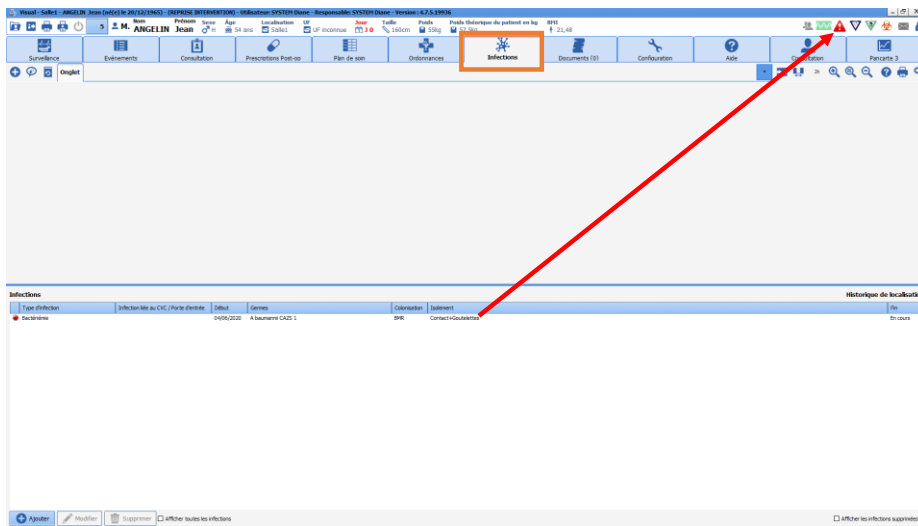 Visual - Salle1 - ANGELIN Jean (né(e) le 20/12/1965) - (REPRISE INTERVENTION) - Utilisateur: SYSTEM Diane - Responsable: SYSTEM Diane - Version : 4.7.5.19936
Nom Prénom Sexe Âge Localisation UF Jour Taille Poids Poids théorique du patient en kg BMI
M. ANGELIN Jean H 54 ans Salle1 UF inconnue J 0 160cm 55kg 21,48
Surveillance Evénements Consultation Prescriptions Post-op Plan de soin Ordonnances Infections Documents (0) Configuration Aide Pancarte 3
Onglet
Infections Historique de localisati
Type d'infection Infection liée au CVC / Porte d'entrée Début Germes Colonisation Isolement Fin
Bactériémie 04/06/2020 A baumannii CAZS 1 BMR Contact+Goutelettes En cours
Ajouter Modifier Supprimer Afficher toutes les infections Afficher les infections supprimées